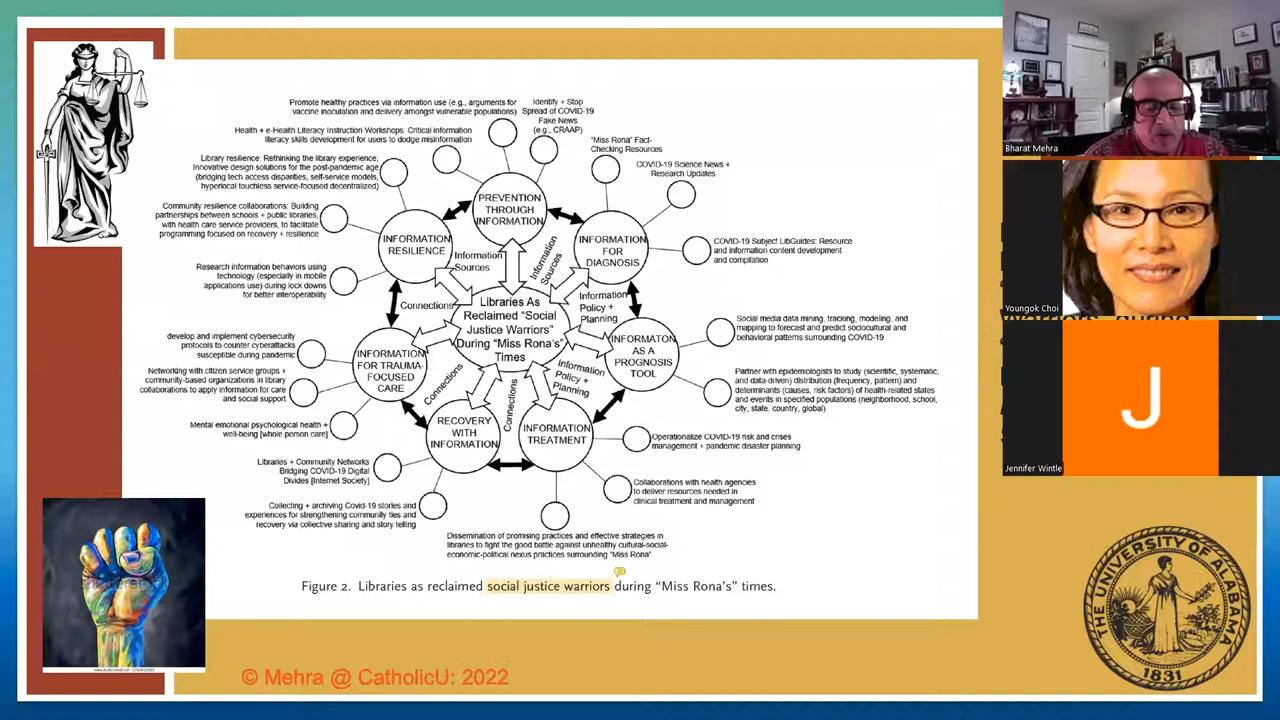 Promote healthy practices via information use (e.g., arguments for
vaccine inoculation and delivery amongst vulnerable populations)
Identify + Stop
Spread of COVID-19
Fake News
(e.g., CRAAP)
Health + e-Health Literacy Instruction Workshops: Critical information
literacy skills development for users to dodge misinformation
"Miss Rona" Fact-
Checking Resources
Library resilience: Rethinking the library experience;
Innovative design solutions for the post-pandemic age
(bridging tech access disparities, self-service models,
hyperlocal touchless service-focused decentralized)
COVID-19 Science News +
Research Updates
Community resilience collaborations: Building
partnerships between schools + public libraries,
with health care service providers, to facilitate
programming focused on recovery + resilience
PREVENTION
THROUGH
INFORMATION
INFORMATION
RESILIENCE
INFORMATION
FOR
DIAGNOSIS
COVID-19 Subject LibGuides: Resource
and information content development
and compilation
Research information behaviors using
technology (especially in mobile
applications use) during lock downs
for better interoperability
Information
Sources
Information
Sources
Information
Policy +
Planning
Connections
Libraries As
Reclaimed "Social
Justice Warriors"
During "Miss Rona's"
Times
Social media data mining, tracking, modeling, and
mapping to forecast and predict sociocultural and
behavioral patterns surrounding COVID-19
develop and implement cybersecurity
protocols to counter cyberattacks
susceptible during pandemic
INFORMATION
FOR TRAUMA-
FOCUSED
CARE
INFORMATON
AS A
PROGNOSIS
TOOL
Networking with citizen service groups +
community-based organizations in library
collaborations to apply information for care
and social support
Connections
Connections
Information
Policy +
Planning
Partner with epidemiologists to study (scientific, systematic,
and data-driven) distribution (frequency, pattern) and
determinants (causes, risk factors) of health-related states
and events in specified populations (neighborhood, school,
city, state, country, global)
Mental emotional psychological health +
well-being [whole person care]
RECOVERY
WITH
INFORMATION
INFORMATION
TREATMENT
Operationalize COVID-19 risk and crises
management + pandemic disaster planning
Libraries + Community Networks
Bridging COVID-19 Digital
Divides [Internet Society]
Collaborations with health agencies
to deliver resources needed in
clinical treatment and management
Collecting + archiving Covid-19 stories and
experiences for strengthening community ties and
recovery via collective sharing and story telling
Dissemination of promising practices and effective strategies in
libraries to fight the good battle against unhealthy cultural-social-
economic-political nexus practices surrounding "Miss Rona"
Figure 2. Libraries as reclaimed social justice warriors during "Miss Rona's" times.
© Mehra @ CatholicU: 2022
Bharat Mehra
Youngok Choi
J
Jennifer Wintle
THE UNIVERSITY OF ALABAMA
1831